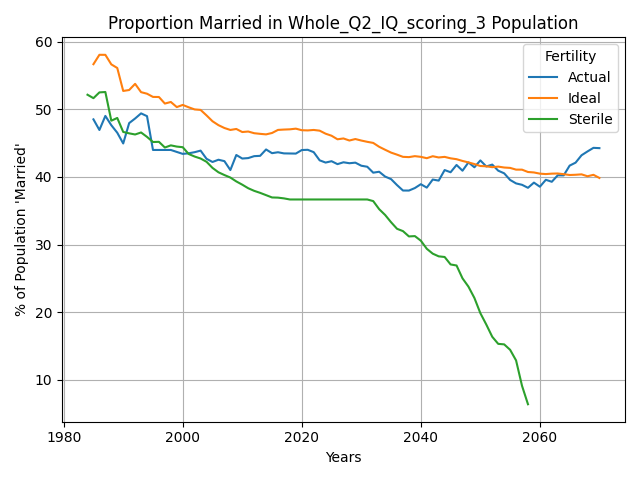 Proportion Married in Whole_Q2_IQ_scoring_3 Population
% of Population 'Married'
60
50
40
30
20
10
Fertility
Actual
Ideal
Sterile
1980
2000
2020
2040
2060
Years